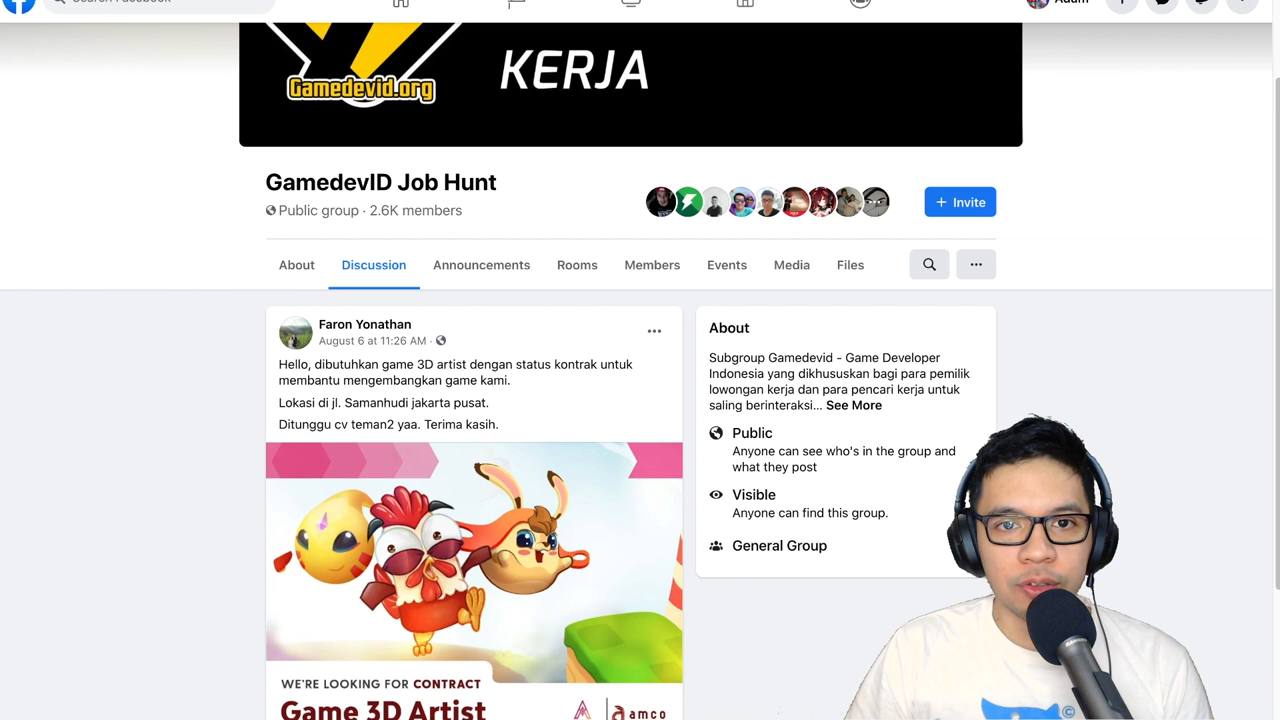 Search Facebook
Adam
Gamedevid.org
KERJA
GamedevID Job Hunt
Public group · 2.6K members
+ Invite
About
Discussion
Announcements
Rooms
Members
Events
Media
Files
Faron Yonathan
August 6 at 11:26 AM ·
Hello, dibutuhkan game 3D artist dengan status kontrak untuk
membantu mengembangkan game kami.
Lokasi di jl. Samanhudi jakarta pusat.
Ditunggu cv teman2 yaa. Terima kasih.
WE'RE LOOKING FOR CONTRACT
Game 3D Artist
amco
About
Subgroup Gamedevid - Game Developer
Indonesia yang dikhususkan bagi para pemilik
lowongan kerja dan para pencari kerja untuk
saling berinteraksi... See More
Public
Anyone can see who's in the group and
what they post
Visible
Anyone can find this group.
General Group
©